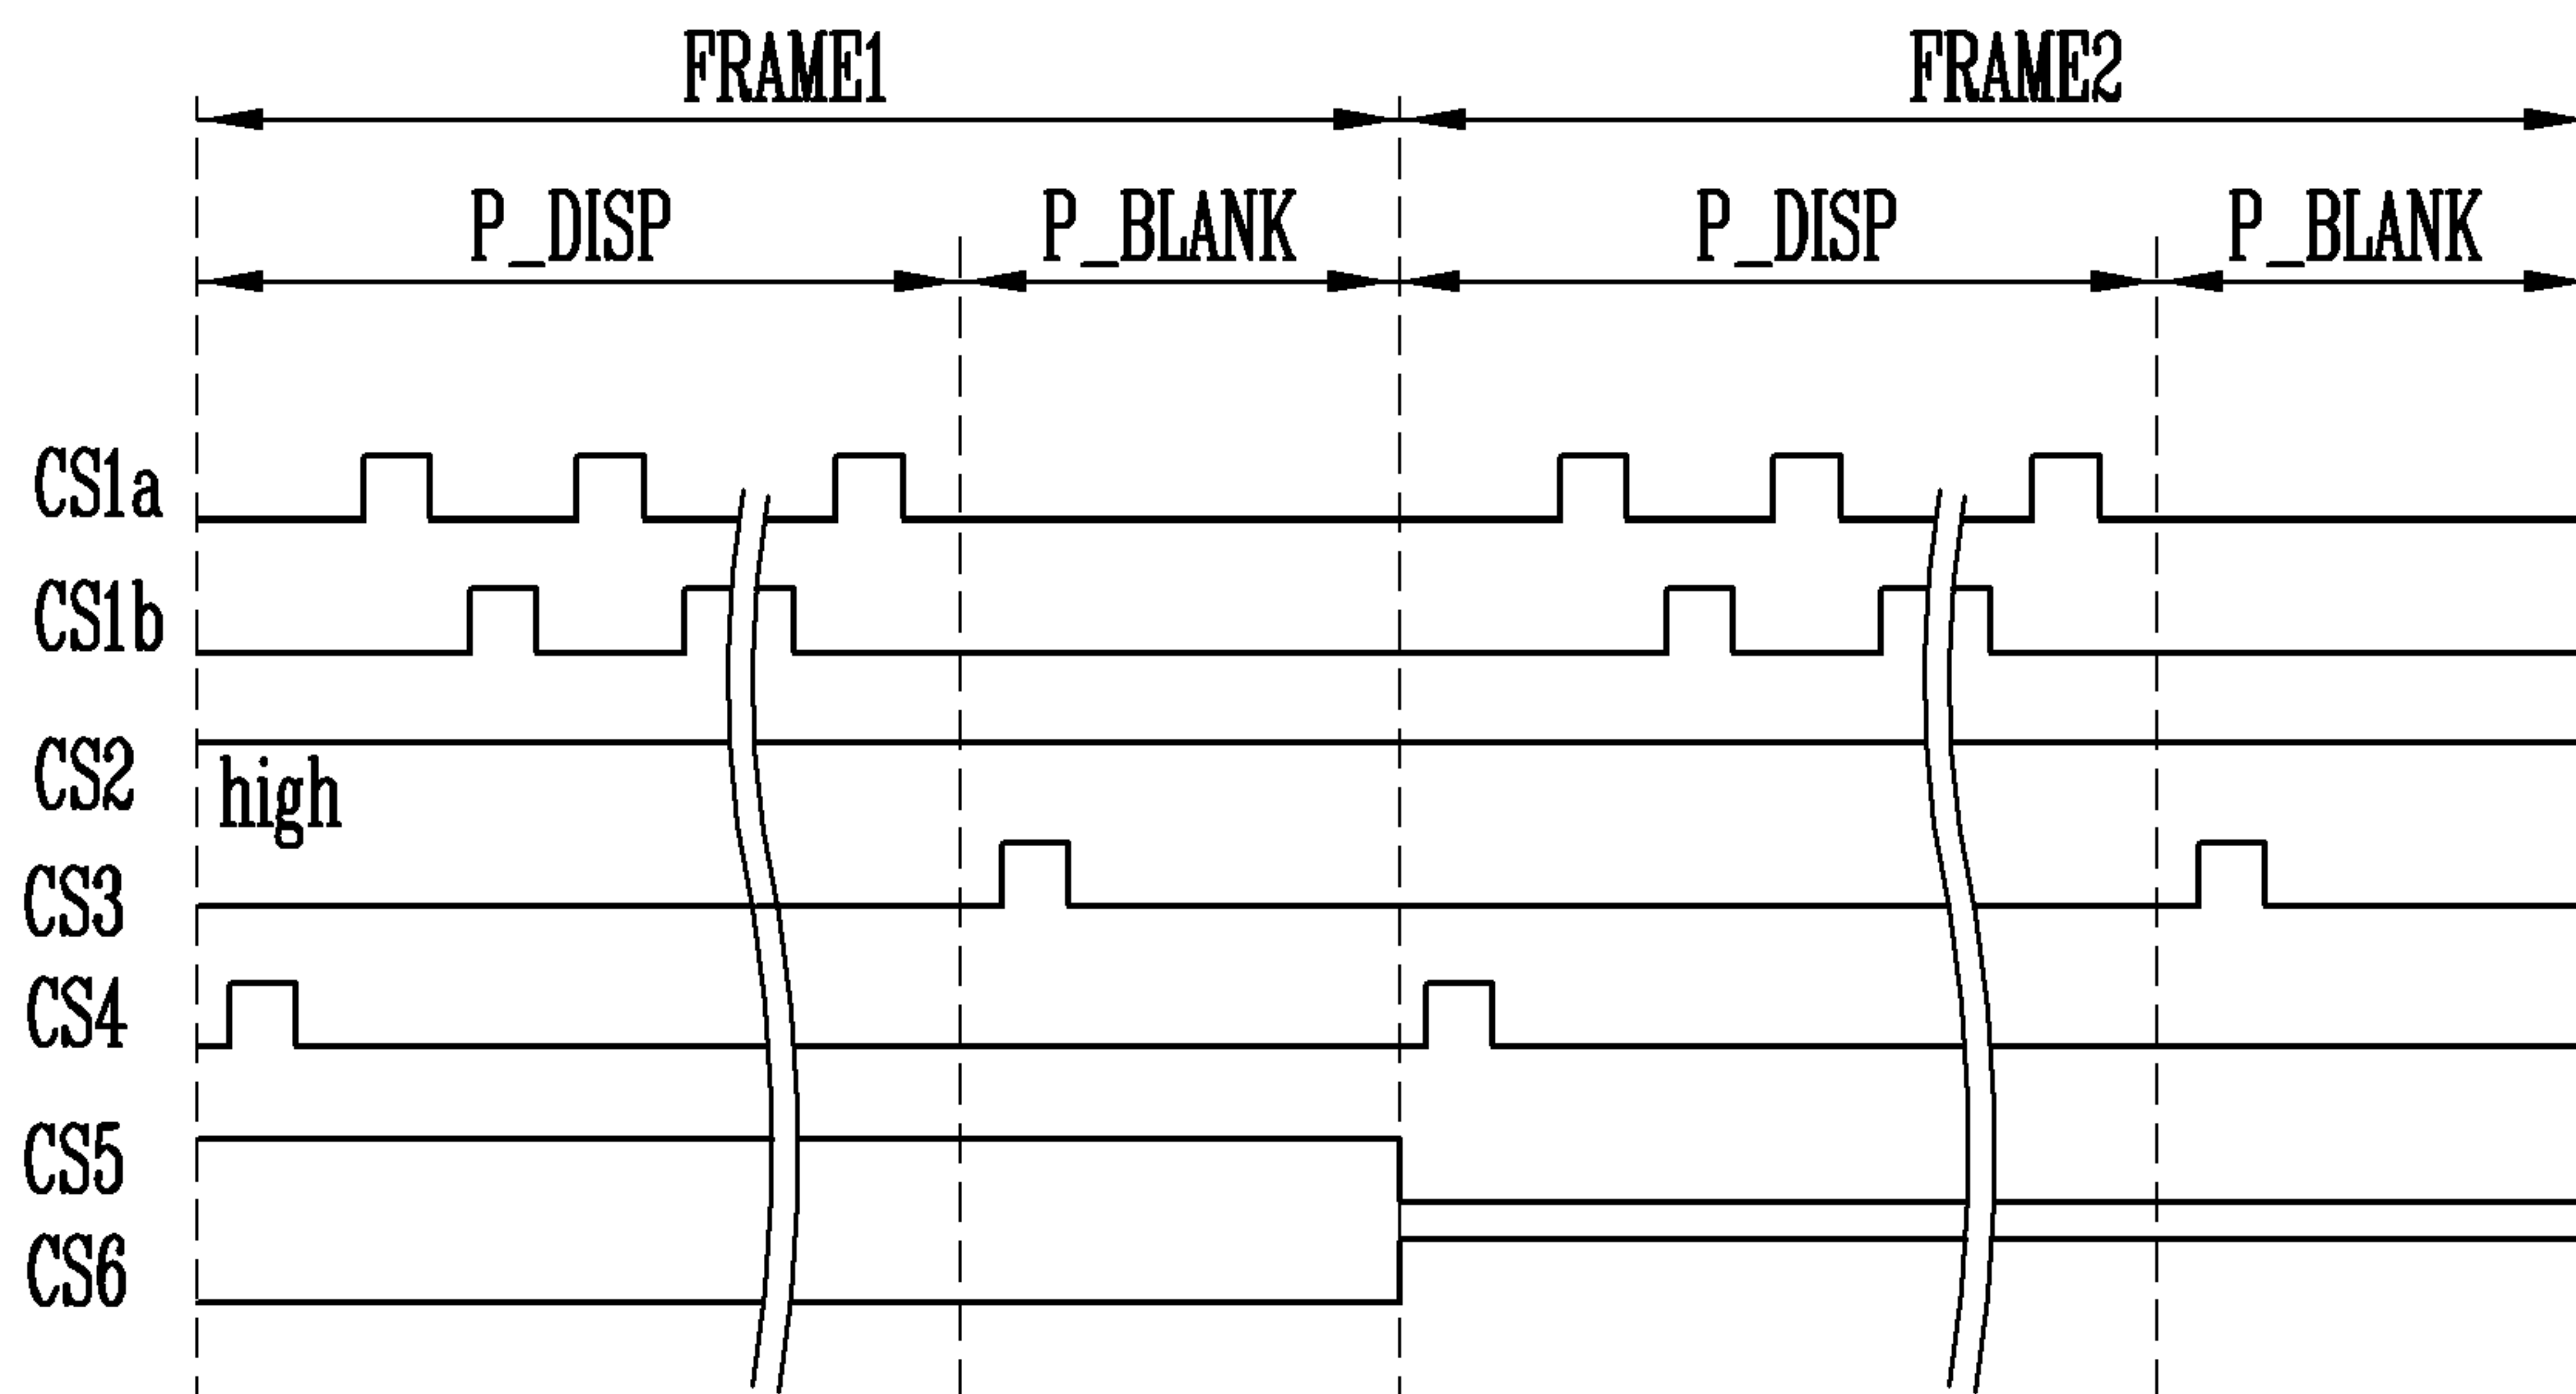 FRAME1 FRAME2
P_DISP P_BLANK P_DISP P_BLANK
CS1a
CS1b
CS2
high
CS3
CS4
CS5
CS6